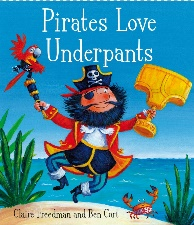 Pirates Love
Underpants
Claire Freedman and Ben Cort